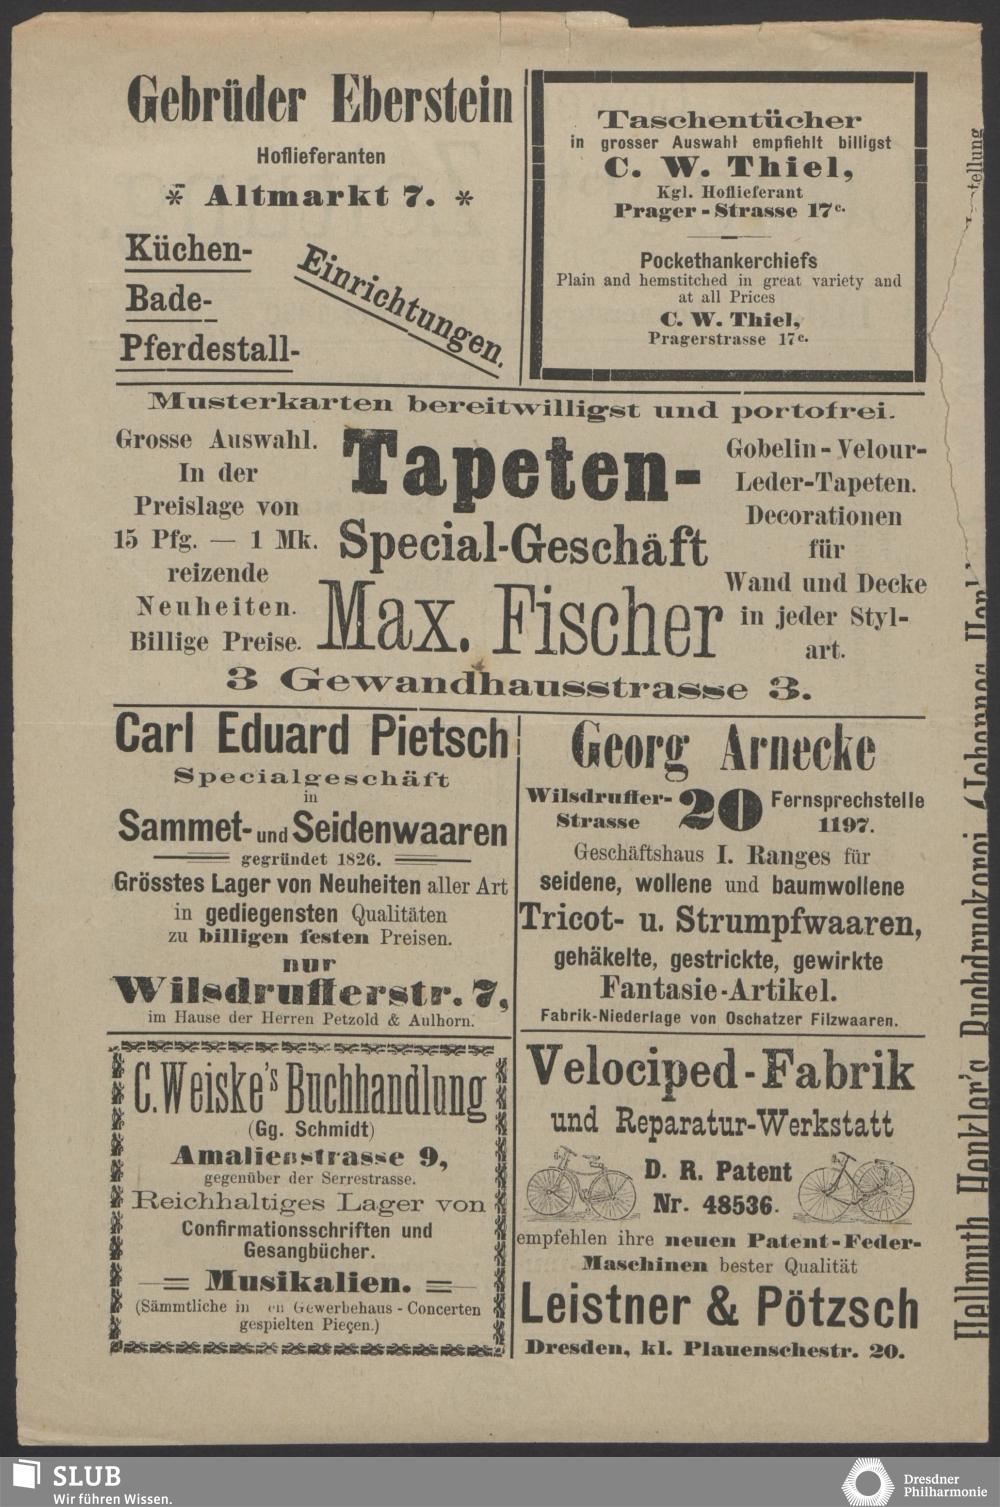 Gebrüder Eberstein
Hoflieferanten
* Altmarkt 7. *
Küchen-
Bade-
Pferdestall-
Einrichtungen.
Taschentücher
in grosser Auswahl empfiehlt billigst
C. W. Thiel,
Kgl. Hoflieferant
Prager-Strasse 17c.
Pockethankerchiefs
Plain and hemstitched in great variety and
at all Prices
C. W. Thiel,
Pragerstrasse 17c.
Musterkarten bereitwilligst und portofrei.
Grosse Auswahl.
In der
Preislage von
15 Pfg. — 1 Mk.
reizende
Neuheiten.
Billige Preise.
Tapeten-
Special-Geschäft
Max. Fischer
Gobelin-Velour-
Leder-Tapeten.
Decorationen
für
Wand und Decke
in jeder Styl-
art.
3 Gewandhausstrasse 3.
Carl Eduard Pietsch
Specialgeschäft
in
Sammet- und Seidenwaaren
gegründet 1826.
Grösstes Lager von Neuheiten aller Art
in gediegensten Qualitäten
zu billigen festen Preisen.
nur
Wilsdrufferstr. 7,
im Hause der Herren Petzold & Aulhorn.
Georg Arnecke
Wilsdruffer-
Strasse
20
Fernsprechstelle
1197.
Geschäftshaus I. Ranges für
seidene, wollene und baumwollene
Tricot- u. Strumpfwaaren,
gehäkelte, gestrickte, gewirkte
Fantasie-Artikel.
Fabrik-Niederlage von Oschatzer Filzwaaren.
C. Weiske's Buchhandlung
(Gg. Schmidt)
Amalienstrasse 9,
gegenüber der Serrestrasse.
Reichhaltiges Lager von
Confirmationsschriften und
Gesangbücher.
Musikalien.
(Sämmtliche in en Gewerbehaus-Concerten
gespielten Pieçen.)
Velociped-Fabrik
und Reparatur-Werkstatt
D. R. Patent
Nr. 48536.
empfehlen ihre neuen Patent-Feder-
Maschinen bester Qualität
Leistner & Pötzsch
Dresden, kl. Plauenschestr. 20.
tellung
Hellmuth Henkler's Buchdruckerei (Johannes Henk
SLUB
Wir führen Wissen.
Dresdner
Philharmonie